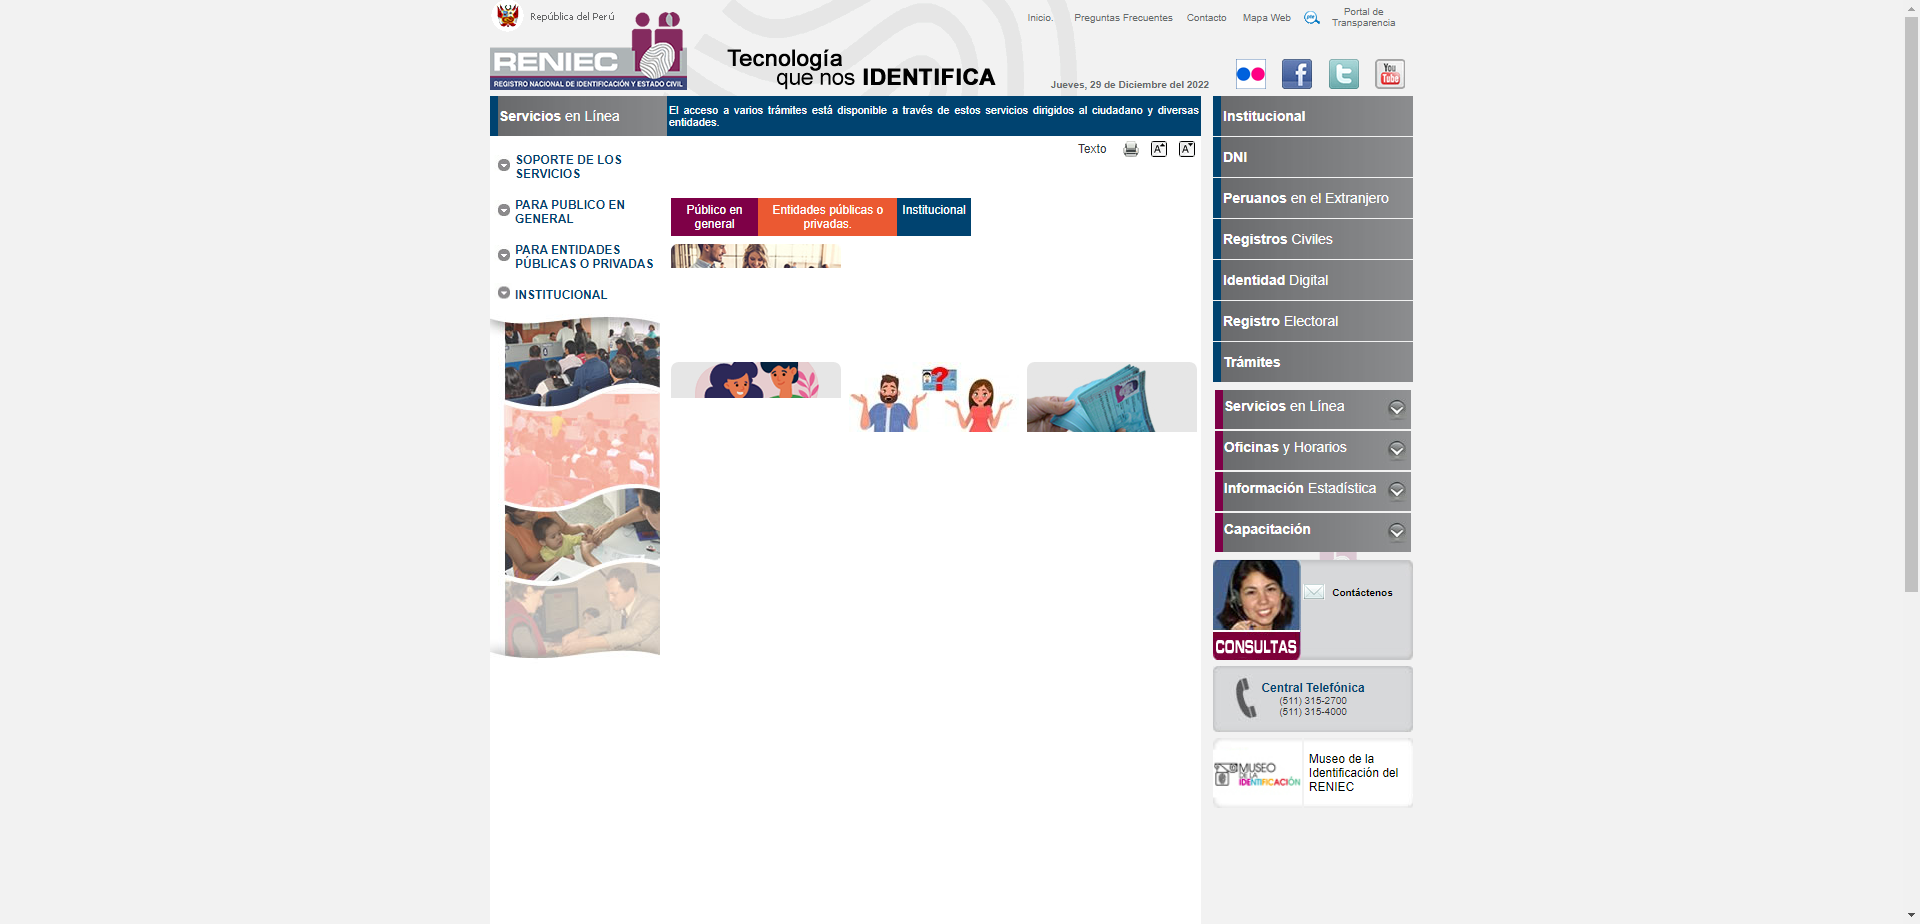 República del Perú
RENIEC
REGISTRO NACIONAL DE IDENTIFICACIÓN Y ESTADO CIVIL
Tecnología
que nos IDENTIFICA
Inicio.
Preguntas Frecuentes
Contacto
Mapa Web
Portal de
Transparencia
Jueves, 29 de Diciembre del 2022
You
Tube
Servicios en Línea
El acceso a varios trámites está disponible a través de estos servicios dirigidos al ciudadano y diversas
entidades.
Texto
A
A
SOPORTE DE LOS
SERVICIOS
PARA PUBLICO EN
GENERAL
PARA ENTIDADES
PÚBLICAS O PRIVADAS
INSTITUCIONAL
Público en
general
Entidades públicas o
privadas.
Institucional
?
Institucional
DNI
Peruanos en el Extranjero
Registros Civiles
Identidad Digital
Registro Electoral
Trámites
Servicios en Línea
Oficinas y Horarios
Información Estadística
Capacitación
Contáctenos
CONSULTAS
Central Telefónica
(511) 315-2700
(511) 315-4000
MUSEO
DE LA
IDENTIFICACIÓN
Museo de la
Identificación del
RENIEC